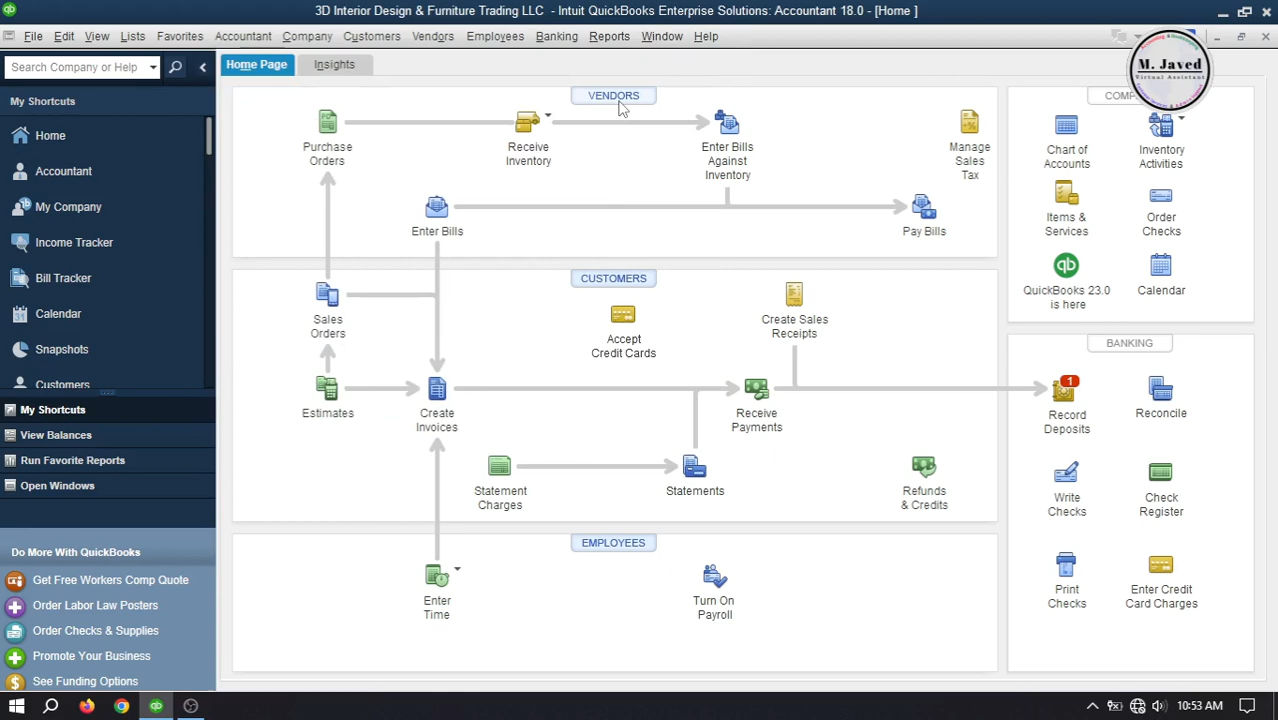 3D Interior Design & Furniture Trading LLC - Intuit QuickBooks Enterprise Solutions: Accountant 18.0 - [Home ]
File Edit View Lists Favorites Accountant Company Customers Vendors Employees Banking Reports Window Help
Search Company or Help
Home Page Insights
M. Javed
Virtual Assistant
My Shortcuts
Home
Accountant
My Company
Income Tracker
Bill Tracker
Calendar
Snapshots
Customers
My Shortcuts
View Balances
Run Favorite Reports
Open Windows
Do More With QuickBooks
Get Free Workers Comp Quote
Order Labor Law Posters
Order Checks & Supplies
Promote Your Business
See Funding Options
VENDORS
Purchase
Orders
Receive
Inventory
Enter Bills
Against
Inventory
Manage
Sales
Tax
Enter Bills
Pay Bills
CUSTOMERS
Sales
Orders
Accept
Credit Cards
Create Sales
Receipts
Estimates
Create
Invoices
Receive
Payments
Statement
Charges
Statements
Refunds
& Credits
EMPLOYEES
Enter
Time
Turn On
Payroll
Chart of
Accounts
Inventory
Activities
Items &
Services
Order
Checks
QuickBooks 23.0
is here
Calendar
BANKING
1
Record
Deposits
Reconcile
Write
Checks
Check
Register
Print
Checks
Enter Credit
Card Charges
10:53 AM